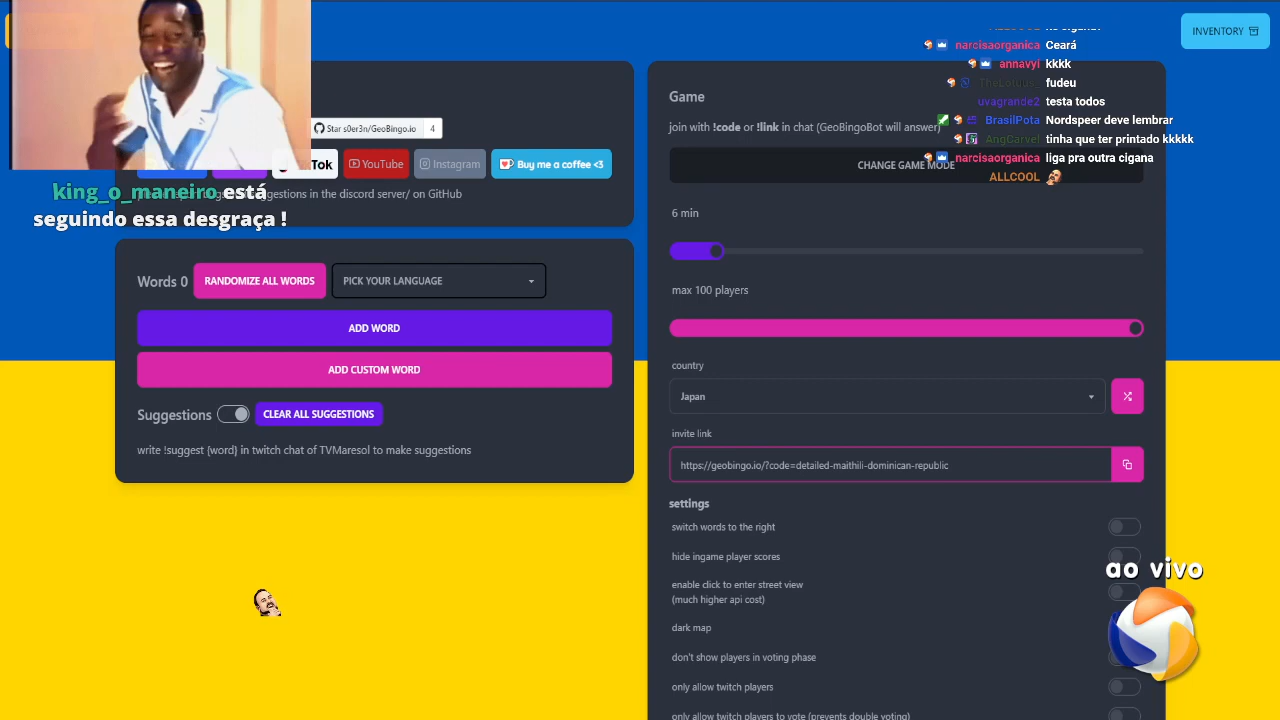 INVENTORY
narcisaorganica Ceará
annavyi kkkk
TheLotdus_ fudeu
uvagrande2 testa todos
BrasilPota Nordspeer deve lembrar
AngCarvel tinha que ter printado kkkkk
narcisaorganica liga pra outra cigana
ALLCOOL
Star s0er3n/GeoBingo.io
4
Tok
YouTube
Instagram
Buy me a coffee <3
suggestions in the discord server/ on GitHub
king_o_maneiro está
seguindo essa desgraça !
Words 0
RANDOMIZE ALL WORDS
PICK YOUR LANGUAGE
ADD WORD
ADD CUSTOM WORD
Suggestions
CLEAR ALL SUGGESTIONS
write !suggest {word} in twitch chat of TVMaresol to make suggestions
Game
join with !code or !link in chat (GeoBingoBot will answer)
CHANGE GAME MODE
6 min
max 100 players
country
Japan
invite link
https://geobingo.io/?code=detailed-maithili-dominican-republic
settings
switch words to the right
hide ingame player scores
enable click to enter street view
(much higher api cost)
dark map
don't show players in voting phase
only allow twitch players
only allow twitch players to vote (prevents double voting)
ao vivo